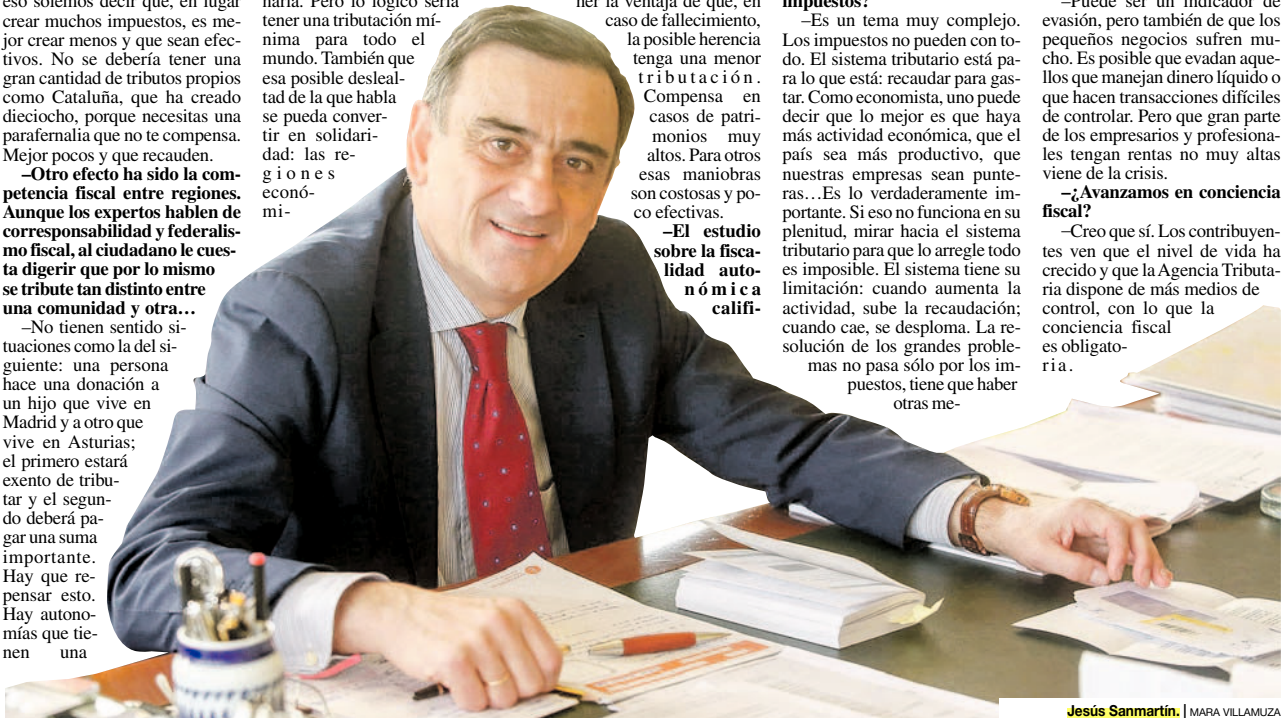 eso solemos decir que, en lugar
crear muchos impuestos, es me-
jor crear menos y que sean efec-
tivos. No se debería tener una
gran cantidad de tributos propios
como Cataluña, que ha creado
dieciocho, porque necesitas una
parafernalia que no te compensa.
Mejor pocos y que recauden.
–Otro efecto ha sido la com-
petencia fiscal entre regiones.
Aunque los expertos hablen de
corresponsabilidad y federalis-
mo fiscal, al ciudadano le cues-
ta digerir que por lo mismo
se tribute tan distinto entre
una comunidad y otra…
–No tienen sentido si-
tuaciones como la del si-
guiente: una persona
hace una donación a
un hijo que vive en
Madrid y a otro que
vive en Asturias;
el primero estará
exento de tribu-
tar y el segun-
do deberá pa-
gar una suma
importante.
Hay que re-
pensar esto.
Hay autono-
mías que tie-
nen una
naria. Pero lo lógico sería
tener una tributación mí-
nima para todo el
mundo. También que
esa posible desleal-
tad de la que habla
se pueda conver-
tir en solidari-
dad: las re-
giones
econó-
mi-
ner la ventaja de que, en
caso de fallecimiento,
la posible herencia
tenga una menor
tributación.
Compensa en
casos de patri-
monios muy
altos. Para otros
esas maniobras
son costosas y po-
co efectivas.
–El estudio
sobre la fisca-
lidad auto-
nómica
califi-
impuestos?
–Es un tema muy complejo.
Los impuestos no pueden con to-
do. El sistema tributario está pa-
ra lo que está: recaudar para gas-
tar. Como economista, uno puede
decir que lo mejor es que haya
más actividad económica, que el
país sea más productivo, que
nuestras empresas sean punte-
ras…Es lo verdaderamente im-
portante. Si eso no funciona en su
plenitud, mirar hacia el sistema
tributario para que lo arregle todo
es imposible. El sistema tiene su
limitación: cuando aumenta la
actividad, sube la recaudación;
cuando cae, se desploma. La re-
solución de los grandes proble-
mas no pasa sólo por los im-
puestos, tiene que haber
otras me-
–Puede ser un indicador de
evasión, pero también de que los
pequeños negocios sufren mu-
cho. Es posible que evadan aque-
llos que manejan dinero líquido o
que hacen transacciones difíciles
de controlar. Pero que gran parte
de los empresarios y profesiona-
les tengan rentas no muy altas
viene de la crisis.
–¿Avanzamos en conciencia
fiscal?
–Creo que sí. Los contribuyen-
tes ven que el nivel de vida ha
crecido y que la Agencia Tributa-
ria dispone de más medios de
control, con lo que la
conciencia fiscal
es obligato-
ria.
Jesús Sanmartín. | MARA VILLAMUZA